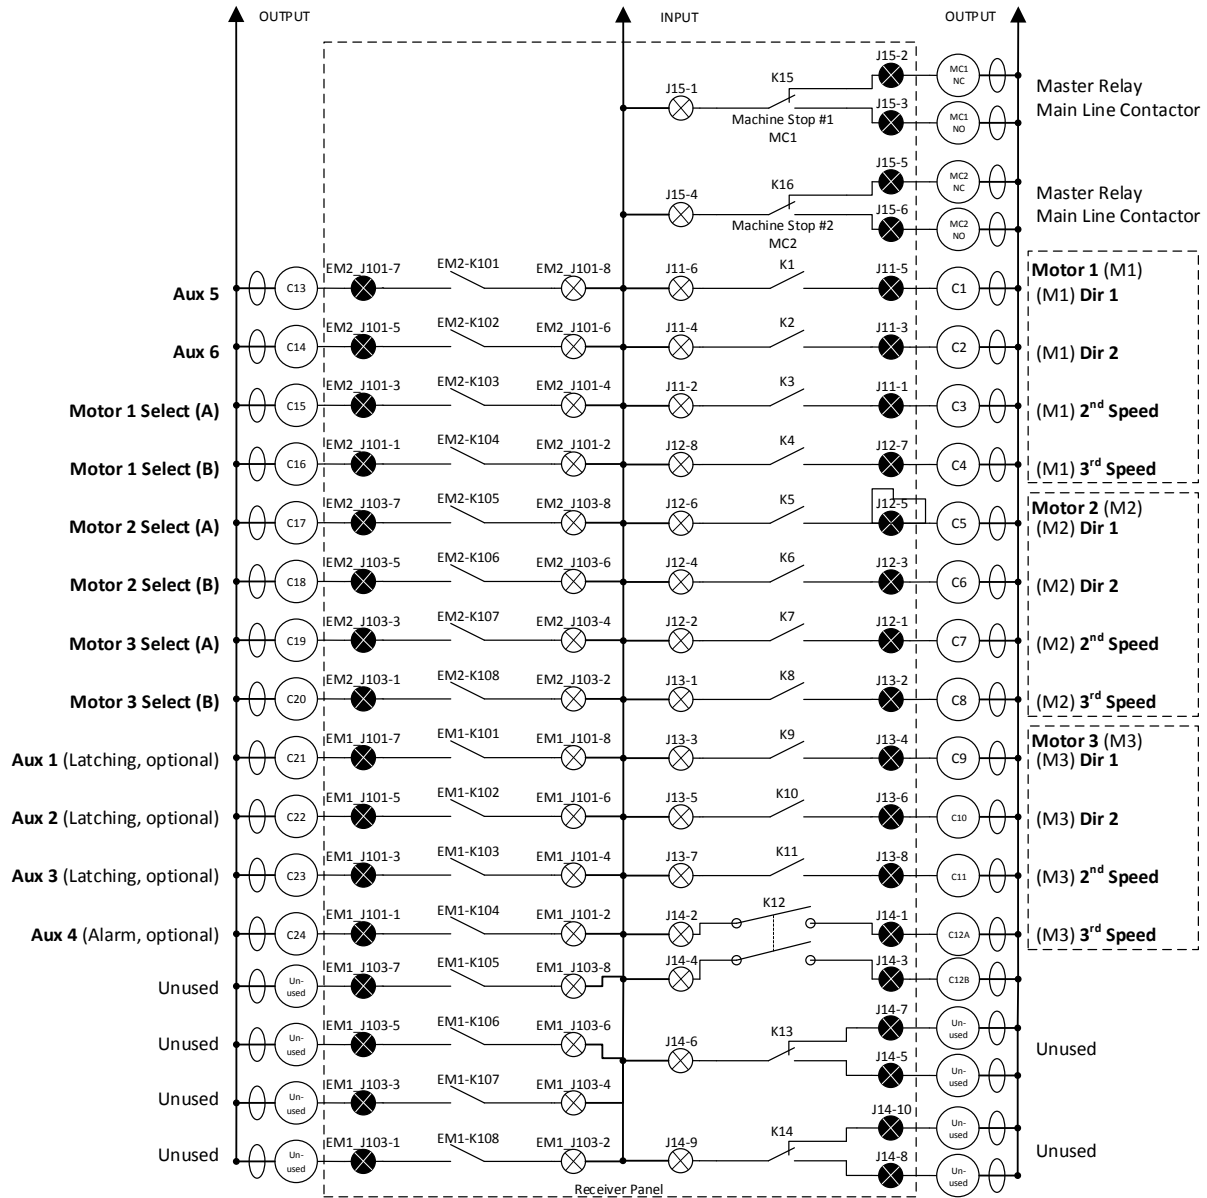 OUTPUT
INPUT
OUTPUT
J15-1
K15
J15-2
MC1
NC
J15-3
MC1
NO
Machine Stop #1
MC1
Master Relay
Main Line Contactor
J15-4
K16
J15-5
MC2
NC
J15-6
MC2
NO
Machine Stop #2
MC2
Master Relay
Main Line Contactor
Aux 5
C13
EM2_J101-7
EM2-K101
EM2_J101-8
J11-6
K1
J11-5
C1
Motor 1 (M1)
(M1) Dir 1
Aux 6
C14
EM2_J101-5
EM2-K102
EM2_J101-6
J11-4
K2
J11-3
C2
(M1) Dir 2
Motor 1 Select (A)
C15
EM2_J101-3
EM2-K103
EM2_J101-4
J11-2
K3
J11-1
C3
(M1) 2nd Speed
Motor 1 Select (B)
C16
EM2_J101-1
EM2-K104
EM2_J101-2
J12-8
K4
J12-7
C4
(M1) 3rd Speed
Motor 2 Select (A)
C17
EM2_J103-7
EM2-K105
EM2_J103-8
J12-6
K5
J12-5
C5
Motor 2 (M2)
(M2) Dir 1
Motor 2 Select (B)
C18
EM2_J103-5
EM2-K106
EM2_J103-6
J12-4
K6
J12-3
C6
(M2) Dir 2
Motor 3 Select (A)
C19
EM2_J103-3
EM2-K107
EM2_J103-4
J12-2
K7
J12-1
C7
(M2) 2nd Speed
Motor 3 Select (B)
C20
EM2_J103-1
EM2-K108
EM2_J103-2
J13-1
K8
J13-2
C8
(M2) 3rd Speed
Aux 1 (Latching, optional)
C21
EM1_J101-7
EM1-K101
EM1_J101-8
J13-3
K9
J13-4
C9
Motor 3 (M3)
(M3) Dir 1
Aux 2 (Latching, optional)
C22
EM1_J101-5
EM1-K102
EM1_J101-6
J13-5
K10
J13-6
C10
(M3) Dir 2
Aux 3 (Latching, optional)
C23
EM1_J101-3
EM1-K103
EM1_J101-4
J13-7
K11
J13-8
C11
(M3) 2nd Speed
Aux 4 (Alarm, optional)
C24
EM1_J101-1
EM1-K104
EM1_J101-2
J14-2
K12
J14-1
C12A
(M3) 3rd Speed
Unused
Un-
used
EM1_J103-7
EM1-K105
EM1_J103-8
J14-4
J14-3
C12B
Unused
Un-
used
EM1_J103-5
EM1-K106
EM1_J103-6
J14-6
K13
J14-7
Un-
used
J14-5
Un-
used
Unused
Unused
Un-
used
EM1_J103-3
EM1-K107
EM1_J103-4
Unused
Un-
used
EM1_J103-1
EM1-K108
EM1_J103-2
J14-9
K14
J14-10
Un-
used
J14-8
Un-
used
Unused
Receiver Panel